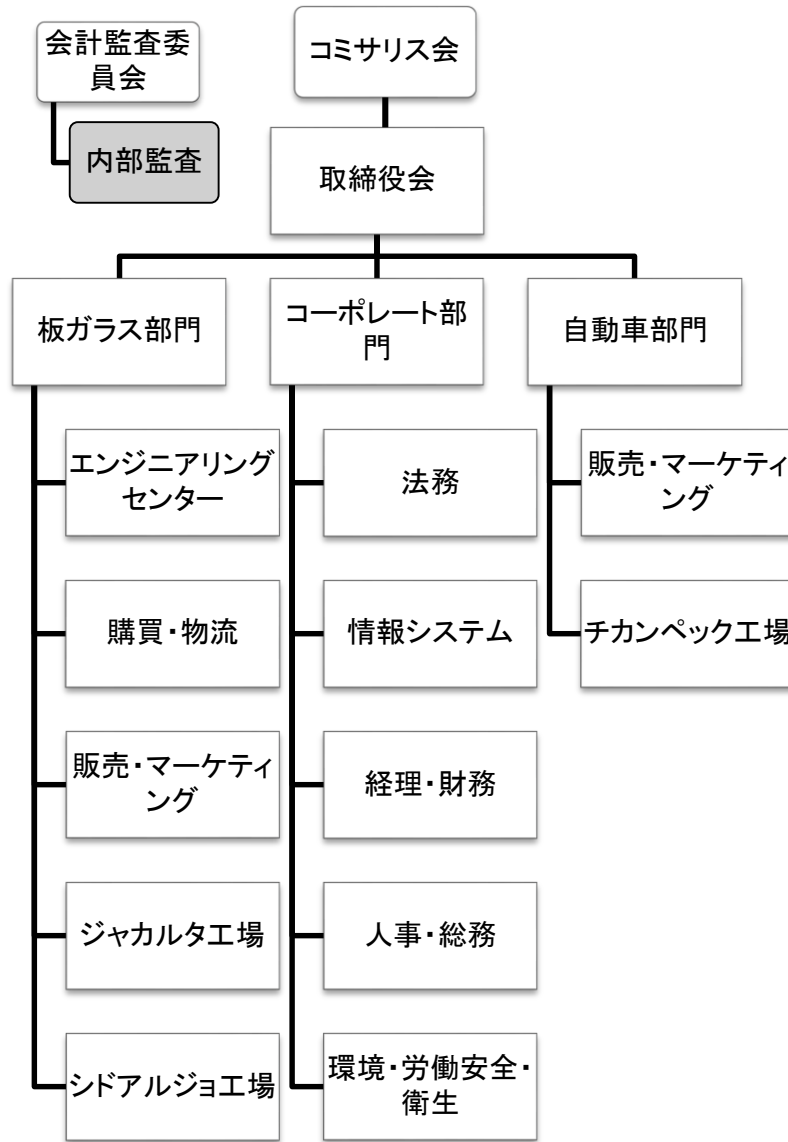 会計監査委
員会
コミサリス会
内部監査
取締役会
板ガラス部門
コーポレート部
門
自動車部門
エンジニアリング
センター
法務
販売・マーケティ
ング
購買・物流
情報システム
チカンペック工場
販売・マーケティ
ング
経理・財務
ジャカルタ工場
人事・総務
シドアルジョ工場
環境・労働安全・
衛生